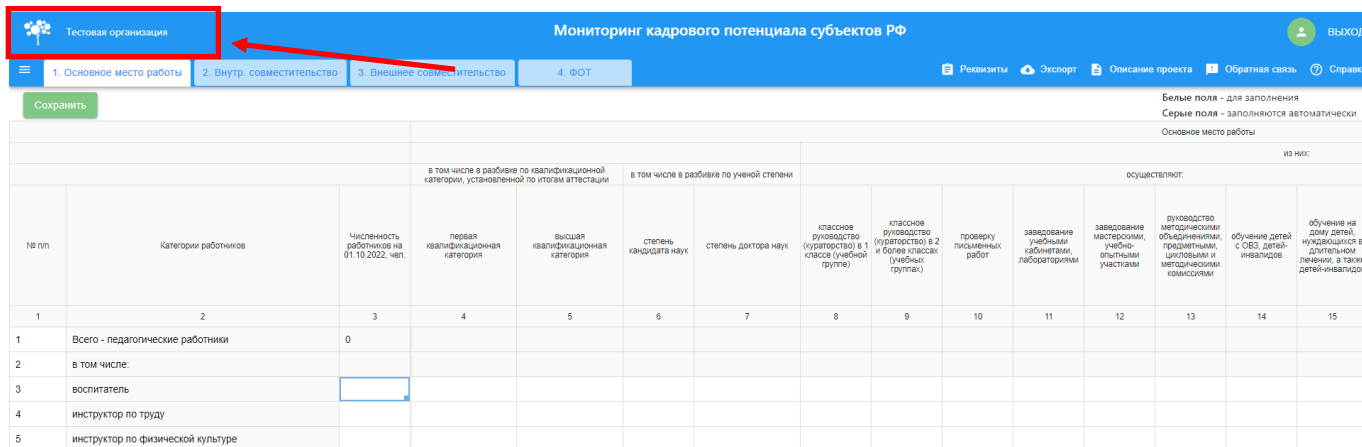 Тестовая организация
Мониторинг кадрового потенциала субъектов РФ
ВЫХОД
1. Основное место работы
2. Внутр. совместительство
3. Внешнее совместительство
4. ФОТ
Реквизиты
Экспорт
Описание проекта
Обратная связь
Справк
Сохранить
Белые поля - для заполнения
Серые поля - заполняются автоматически
Основное место работы
из них:
в том числе в разбивке по квалификационной
категории, установленной по итогам аттестации
в том числе в разбивке по ученой степени
осуществляют:
№ п/п
Категории работников
Численность
работников на
01.10.2022, чел.
первая
квалификационная
категория
высшая
квалификационная
категория
степень
кандидата наук
степень доктора наук
классное
руководство
(кураторство) в 1
классе (учебной
группе)
классное
руководство
(кураторство) в 2
и более классах
(учебных
группах)
проверку
письменных
работ
заведование
учебными
кабинетами,
лабораториями
заведование
мастерскими,
учебно-
опытными
участками
руководство
методическими
объединениями,
предметными,
цикловыми и
методическими
комиссиями
обучение детей
с ОВЗ, детей-
инвалидов
обучение на
дому детей,
нуждающихся в
длительном
лечении, а также
детей-инвалидо
1 2 3 4 5 6 7 8 9 10 11 12 13 14 15
1 Всего - педагогические работники 0
2 в том числе:
3 воспитатель
4 инструктор по труду
5 инструктор по физической культуре